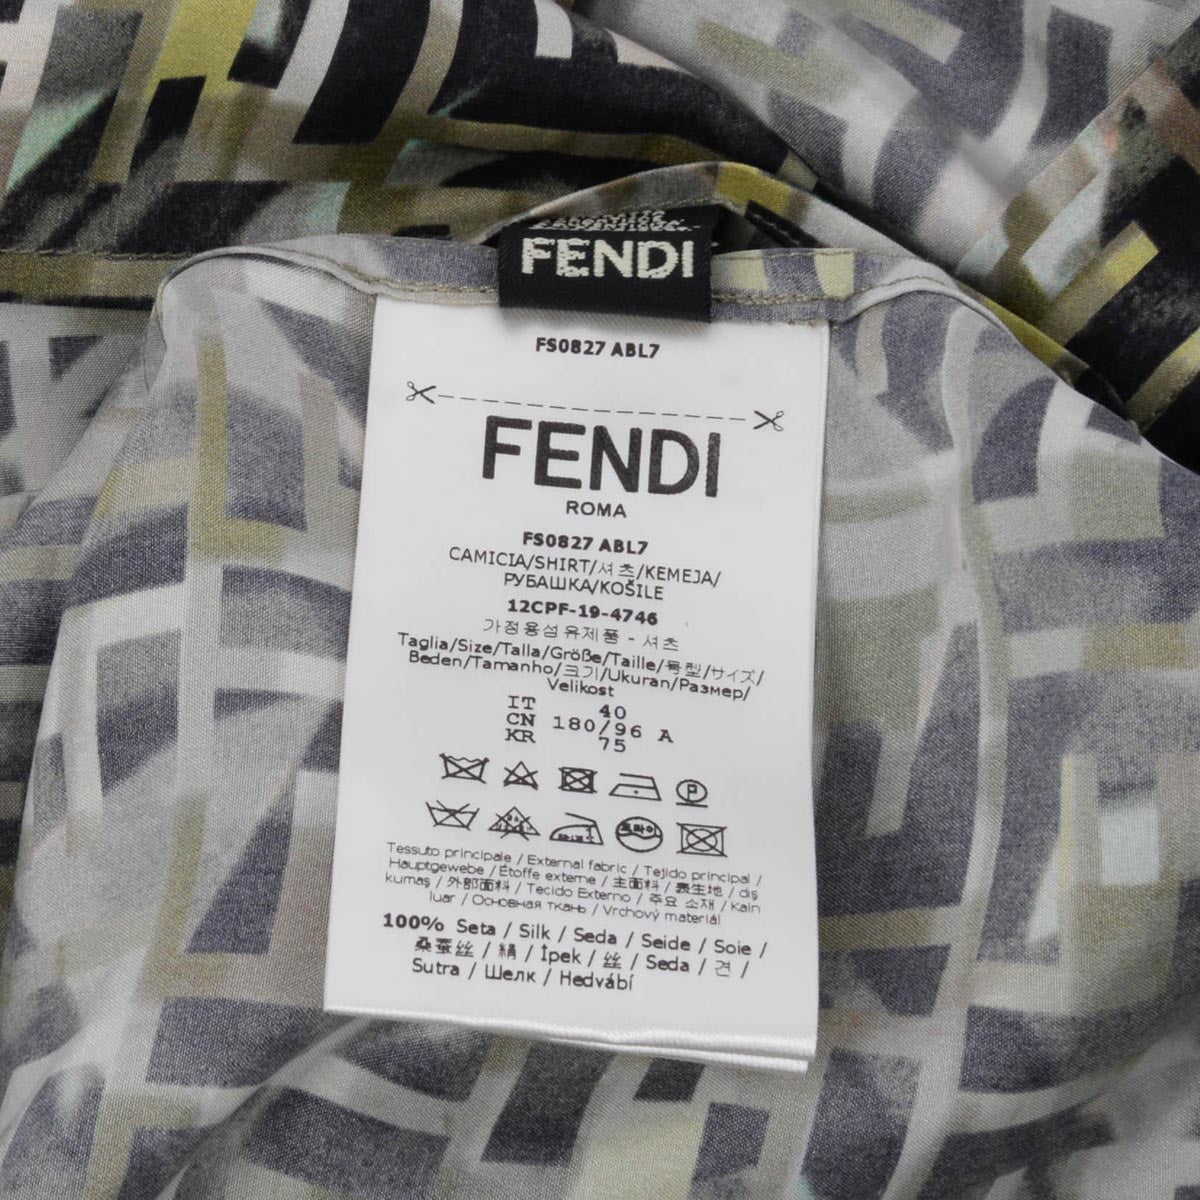 FENDI
FS0827 ABL7
FENDI
ROMA
FS0827 ABL7
CAMICIA/SHIRT/셔츠/KEMEJA/
РУБАШКА/KOŠILE
12CPF-19-4746
가정용섬유제품 - 셔츠
Taglia/Size/Talla/Größe/Taille/号型/サイズ/
Beden/Tamanho/크기/Ukuran/Размер/
Velikost
IT 40
CN 180/96 A
KR 75
P
드라이
Tessuto principale / External fabric / Tejido principal /
Hauptgewebe / Étoffe externe / 主面料 / 表生地 / dış
kumaş / 外部面料 / Tecido Externo / 주요 소재 / Kain
luar / Основная ткань / Vrchový materiál
100% Seta / Silk / Seda / Seide / Soie /
桑蚕丝 / 絹 / İpek / 丝 / Seda / 견 /
Sutra / Шелк / Hedvábí